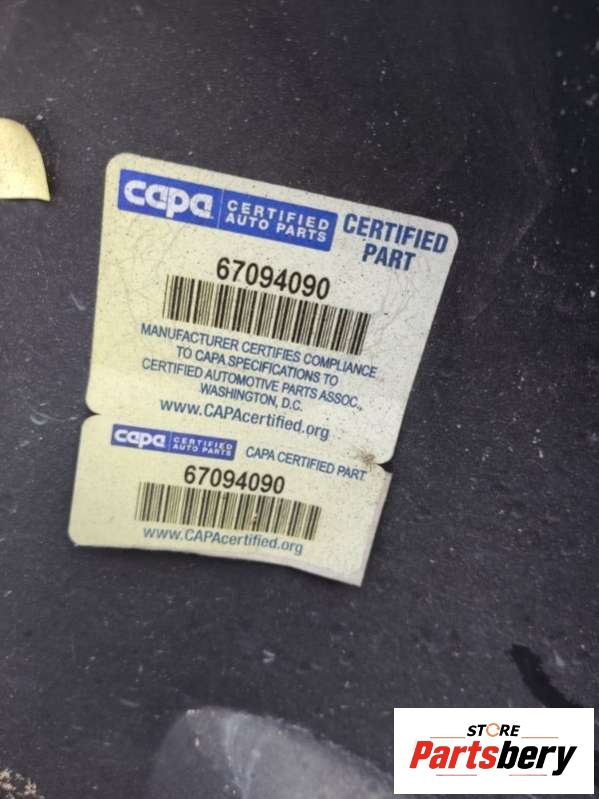 capa CERTIFIED AUTO PARTS
CERTIFIED PART
67094090
MANUFACTURER CERTIFIES COMPLIANCE
TO CAPA SPECIFICATIONS TO
CERTIFIED AUTOMOTIVE PARTS ASSOC.
WASHINGTON, D.C.
www.CAPAcertified.org
capa CERTIFIED AUTO PARTS CAPA CERTIFIED PART
67094090
www.CAPAcertified.org
STORE
Partsbery